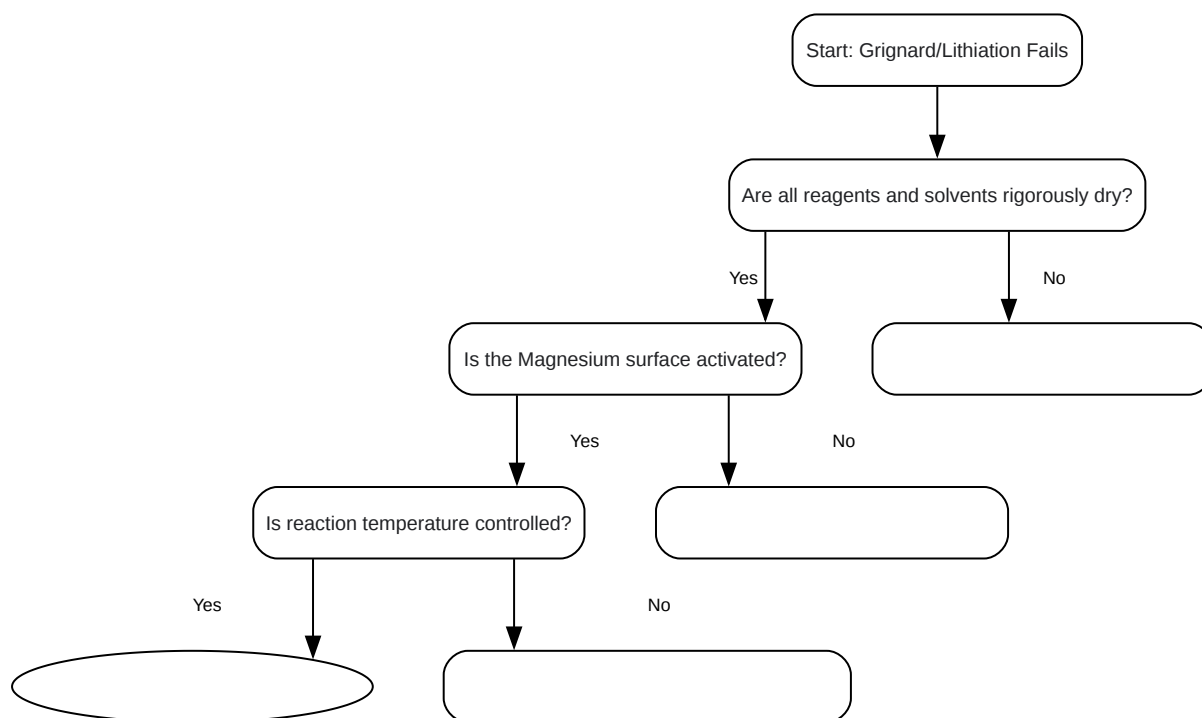 Start: Grignard/Lithiation Fails
Are all reagents and solvents rigorously dry?
Yes
No
Is the Magnesium surface activated?
Yes
No
Is reaction temperature controlled?
Yes
No